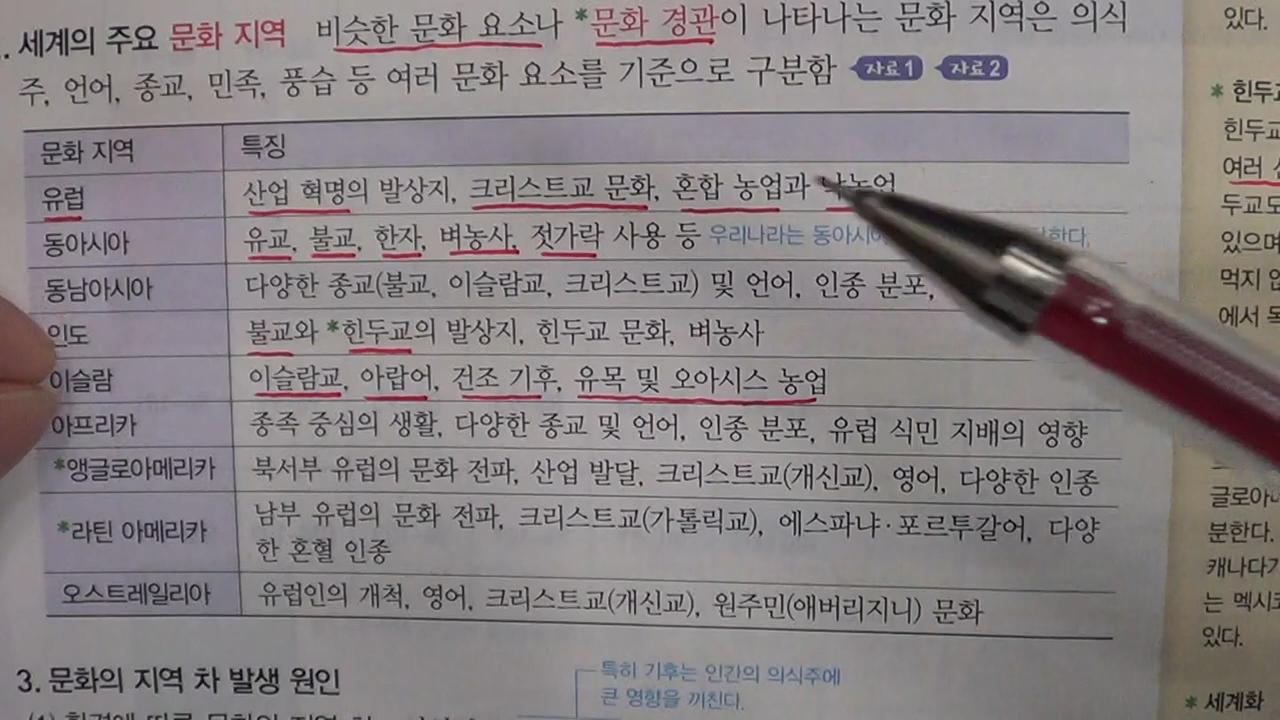 세계의 주요 문화 지역 비슷한 문화 요소나 *문화 경관이 나타나는 문화 지역은 의식
주, 언어, 종교, 민족, 풍습 등 여러 문화 요소를 기준으로 구분함 자료1 자료2
문화 지역 특징
유럽 산업 혁명의 발상지, 크리스트교 문화, 혼합 농업과 낙농업
동아시아 유교, 불교, 한자, 벼농사, 젓가락 사용 등 우리나라는 동아시아
동남아시아 다양한 종교(불교, 이슬람교, 크리스트교) 및 언어, 인종 분포,
인도 불교와 *힌두교의 발상지, 힌두교 문화, 벼농사
이슬람 이슬람교, 아랍어, 건조 기후, 유목 및 오아시스 농업
아프리카 종족 중심의 생활, 다양한 종교 및 언어, 인종 분포, 유럽 식민 지배의 영향
*앵글로아메리카 북서부 유럽의 문화 전파, 산업 발달, 크리스트교(개신교), 영어, 다양한 인종
*라틴 아메리카 남부 유럽의 문화 전파, 크리스트교(가톨릭교), 에스파냐·포르투갈어, 다양
한 혼혈 인종
오스트레일리아 유럽인의 개척, 영어, 크리스트교(개신교), 원주민(애버리지니) 문화
3. 문화의 지역 차 발생 원인
특히 기후는 인간의 의식주에
큰 영향을 끼친다.
있다.
* 힌두교
힌두교
여러
두교도
있으며
먹지
에서
글로아
분한다.
캐나다가
는 멕시코
있다.
* 세계화